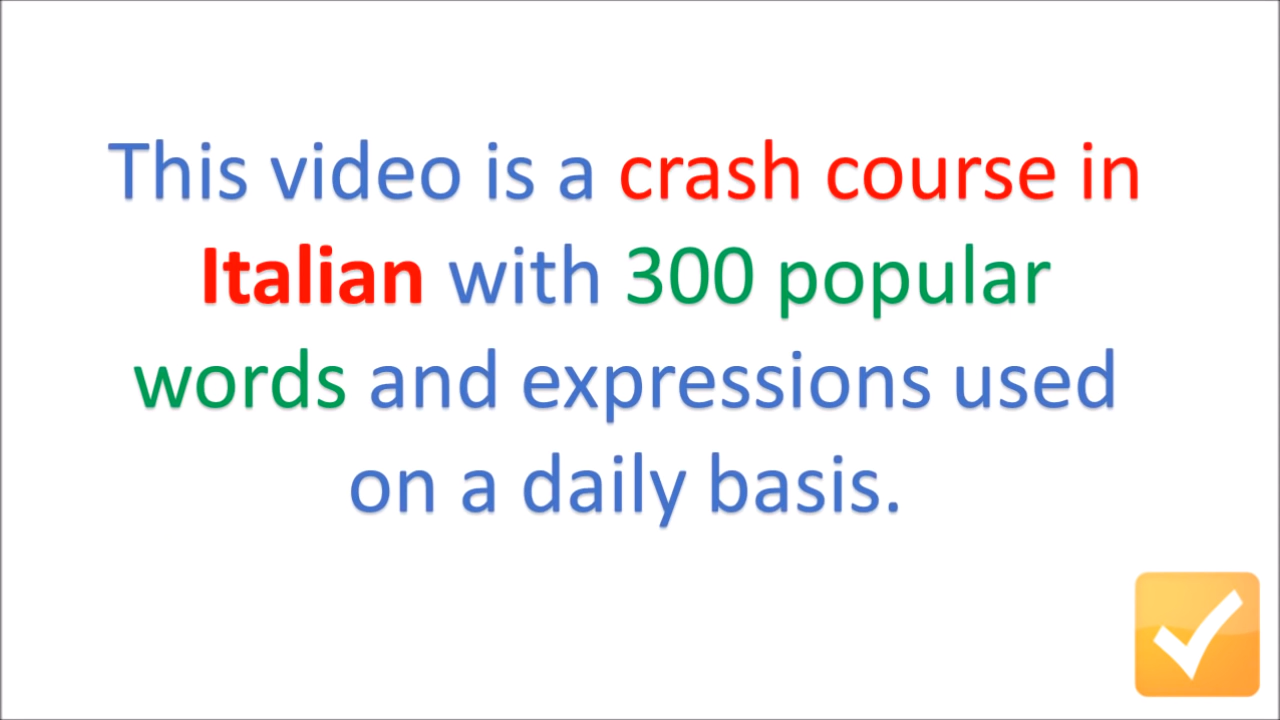 This video is a crash course in
Italian with 300 popular
words and expressions used
on a daily basis.